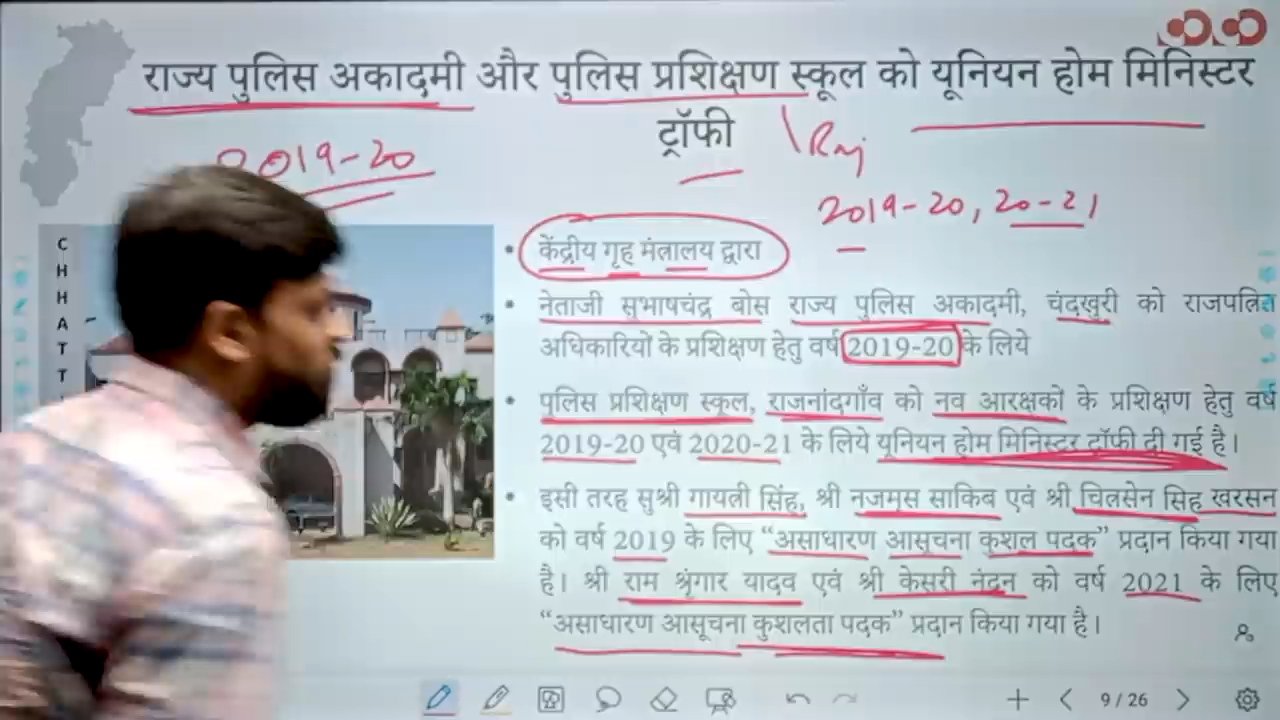 राज्य पुलिस अकादमी और पुलिस प्रशिक्षण स्कूल को यूनियन होम मिनिस्टर
ट्रॉफी
2019-20
Raj
2019-20, 20-21
C
H
H
A
T
T
• केंद्रीय गृह मंत्रालय द्वारा
• नेताजी सुभाषचंद्र बोस राज्य पुलिस अकादमी, चंदखुरी को राजपत्रित
अधिकारियों के प्रशिक्षण हेतु वर्ष 2019-20 के लिये
• पुलिस प्रशिक्षण स्कूल, राजनांदगाँव को नव आरक्षकों के प्रशिक्षण हेतु वर्ष
2019-20 एवं 2020-21 के लिये यूनियन होम मिनिस्टर ट्रॉफी दी गई है।
• इसी तरह सुश्री गायत्री सिंह, श्री नजमुस साकिब एवं श्री चित्रसेन सिंह खरसन
को वर्ष 2019 के लिए “असाधारण आसूचना कुशल पदक” प्रदान किया गया
है। श्री राम श्रृंगार यादव एवं श्री केसरी नंदन को वर्ष 2021 के लिए
“असाधारण आसूचना कुशलता पदक” प्रदान किया गया है।
9/26